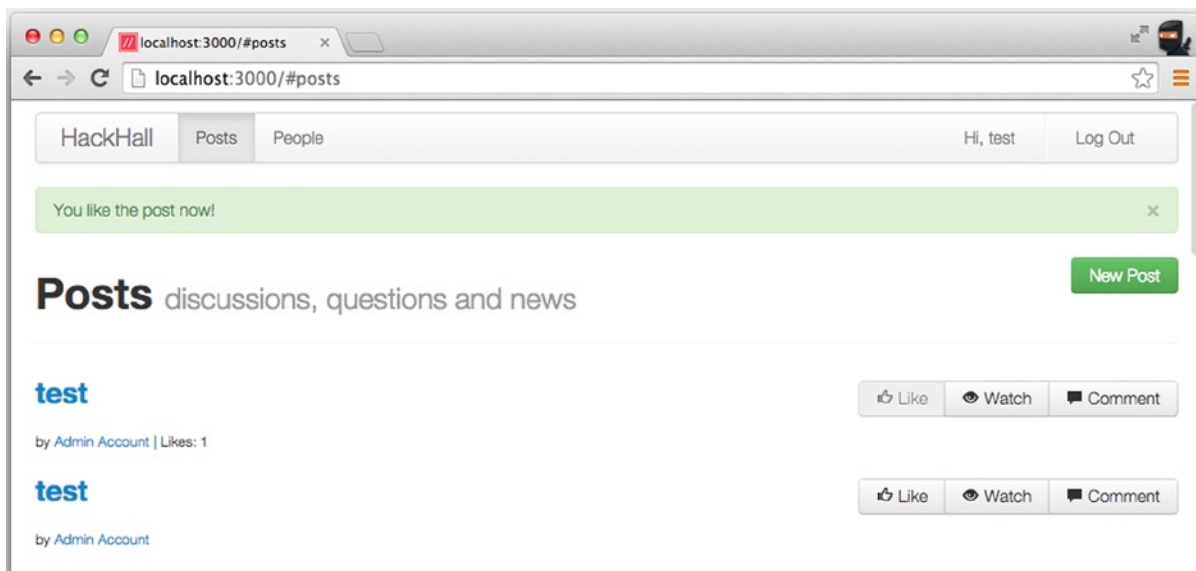 localhost:3000/#posts
localhost:3000/#posts
HackHall Posts People Hi, test Log Out
You like the post now!
New Post
Posts discussions, questions and news
test
Like Watch Comment
by Admin Account | Likes: 1
test
Like Watch Comment
by Admin Account